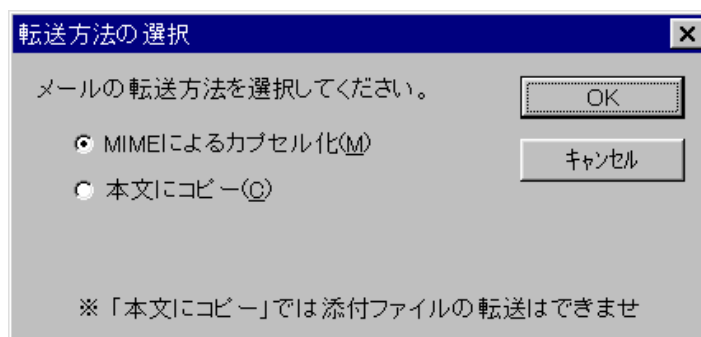 転送方法の選択
メールの転送方法を選択してください。
OK
MIMEによるカプセル化(M)
キャンセル
本文にコピー(C)
※「本文にコピー」では添付ファイルの転送はできませ